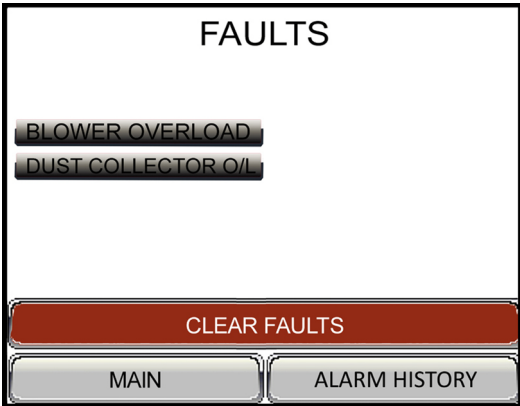 FAULTS
BLOWER OVERLOAD
DUST COLLECTOR O/L
CLEAR FAULTS
MAIN
ALARM HISTORY